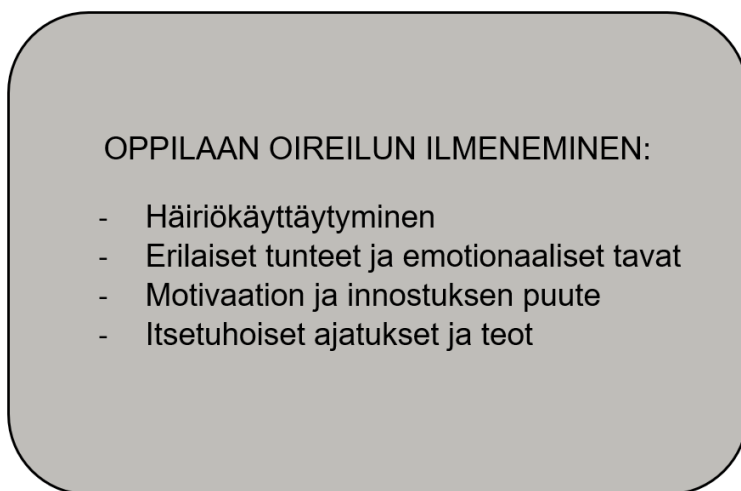 OPPILAAN OIREILUN ILMENEMINEN:
- Häiriökäyttäytyminen
- Erilaiset tunteet ja emotionaaliset tavat
- Motivaation ja innostuksen puute
- Itsetuhoiset ajatukset ja teot